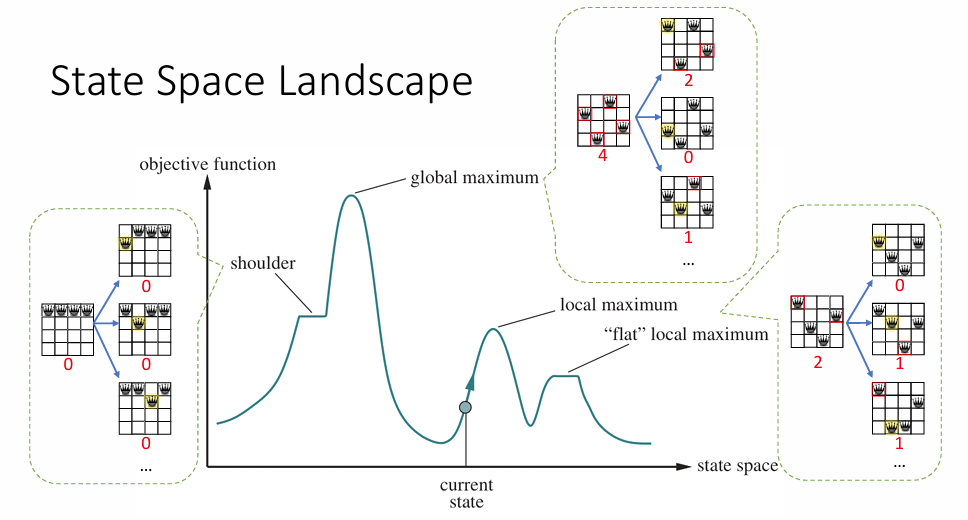 State Space Landscape
objective function
global maximum
shoulder
local maximum
“flat” local maximum
current
state
state space
0
0
0
0
...
4
2
0
1
...
2
0
1
1
...